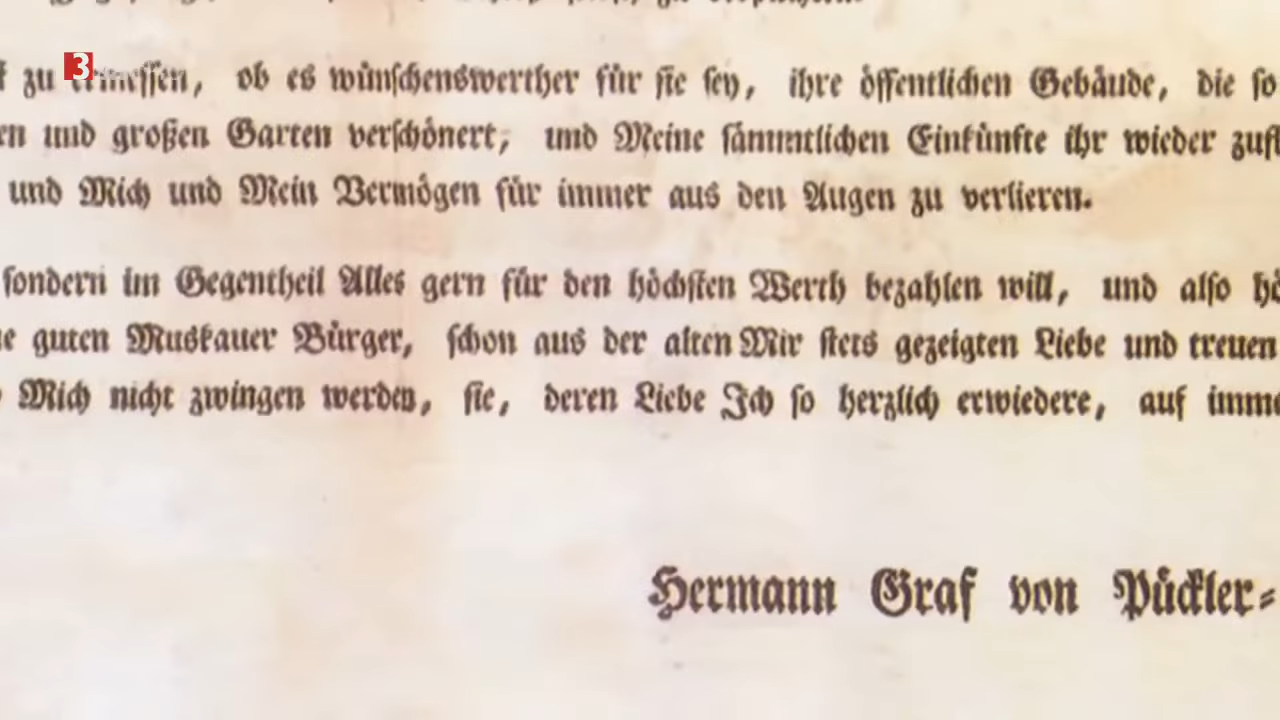 3
zu ermessen, ob es wünschenswerther für sie sey, ihre öffentlichen Gebäude, die so
und großen Garten verschönert, und Meine sämmtlichen Einkünfte ihr wieder
und Mich und Mein Vermögen für immer aus den Augen zu verlieren.
sondern im Gegentheil Alles gern für den höchsten Werth bezahlen will, und also
guten Muskauer Bürger, schon aus der alten Mir stets gezeigten Liebe und treuen
Mich nicht zwingen werden, sie, deren Liebe Ich so herzlich erwiedere, auf
Hermann Graf von Pückler-